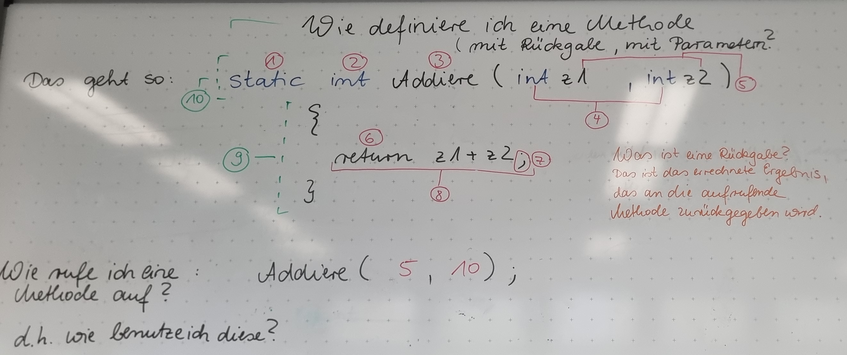 Wie definiere ich eine Methode
(mit Rückgabe, mit Parametern?
1 2 3
Das geht so: static int Addiere ( int z1 , int z2 ) 5
10
{
4
6
9 return z1 + z2 ; 7
}
8
Was ist eine Rückgabe?
Das ist das errechnete Ergebnis,
das an die aufrufende
Methode zurückgegeben wird.
Wie rufe ich eine : Addiere ( 5 , 10 ) ;
Methode auf?
d.h. wie benutze ich diese?